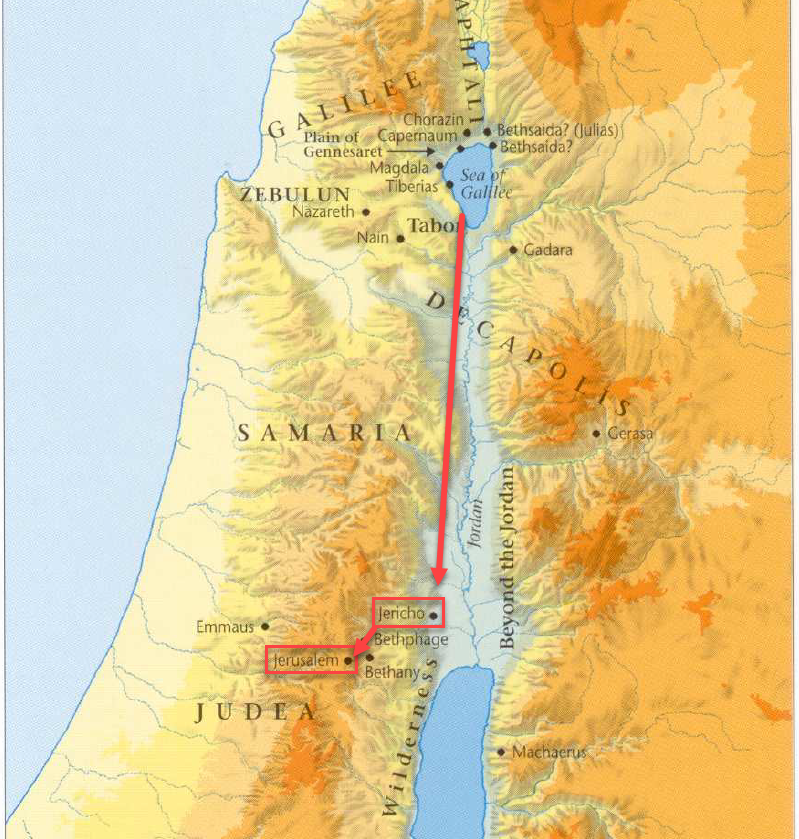 APHTALI
GALILEE
Chorazin
Bethsaida? (Julias)
Plain of
Gennesaret
Capernaum
Bethsaida?
Magdala
Sea of
Galilee
Tiberias
ZEBULUN
Nazareth
Tabor
Nain
Gadara
DECAPOLIS
SAMARIA
Gerasa
Jordan
Beyond the Jordan
Jericho
Emmaus
Bethphage
Jerusalem
Bethany
JUDEA
Wilderness
Machaerus